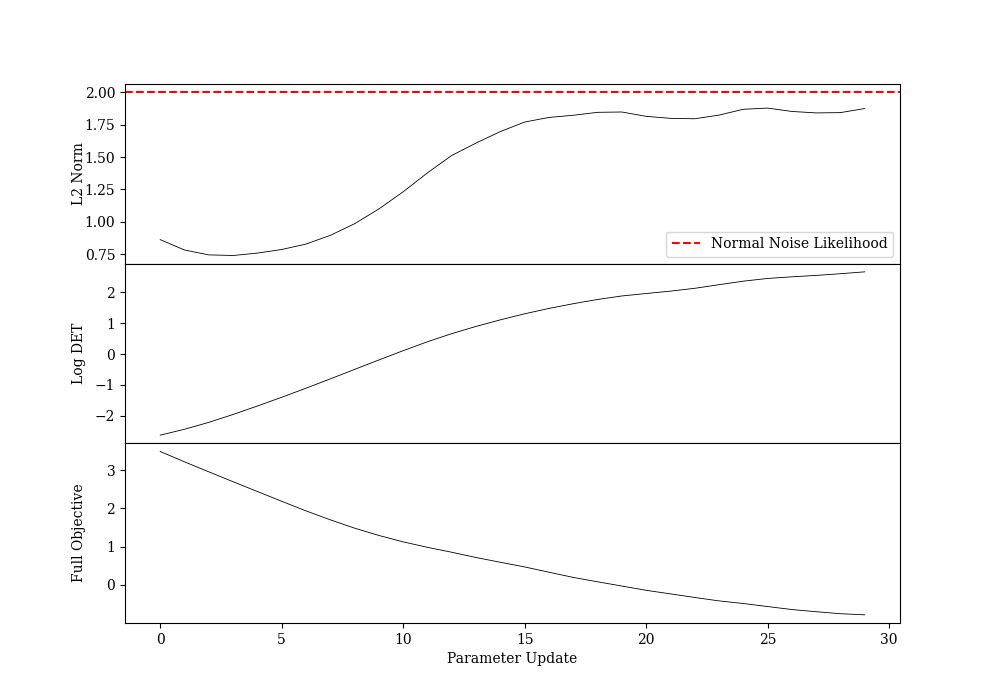 2.00
1.75
1.50
1.25
1.00
0.75
L2 Norm
Normal Noise Likelihood
2
1
0
−1
−2
Log DET
3
2
1
0
Full Objective
0 5 10 15 20 25 30
Parameter Update